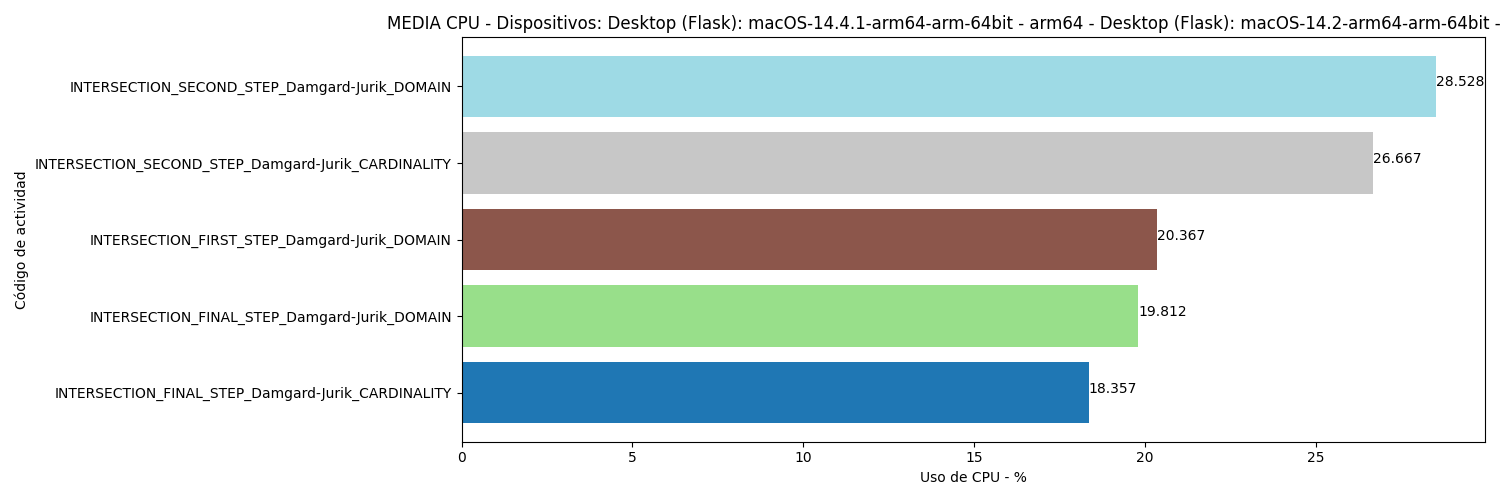 MEDIA CPU - Dispositivos: Desktop (Flask): macOS-14.4.1-arm64-arm-64bit - arm64 - Desktop (Flask): macOS-14.2-arm64-arm-64bit -
Código de actividad
INTERSECTION_SECOND_STEP_Damgard-Jurik_DOMAIN
28.528
INTERSECTION_SECOND_STEP_Damgard-Jurik_CARDINALITY
26.667
INTERSECTION_FIRST_STEP_Damgard-Jurik_DOMAIN
20.367
INTERSECTION_FINAL_STEP_Damgard-Jurik_DOMAIN
19.812
INTERSECTION_FINAL_STEP_Damgard-Jurik_CARDINALITY
18.357
0 5 10 15 20 25
Uso de CPU - %